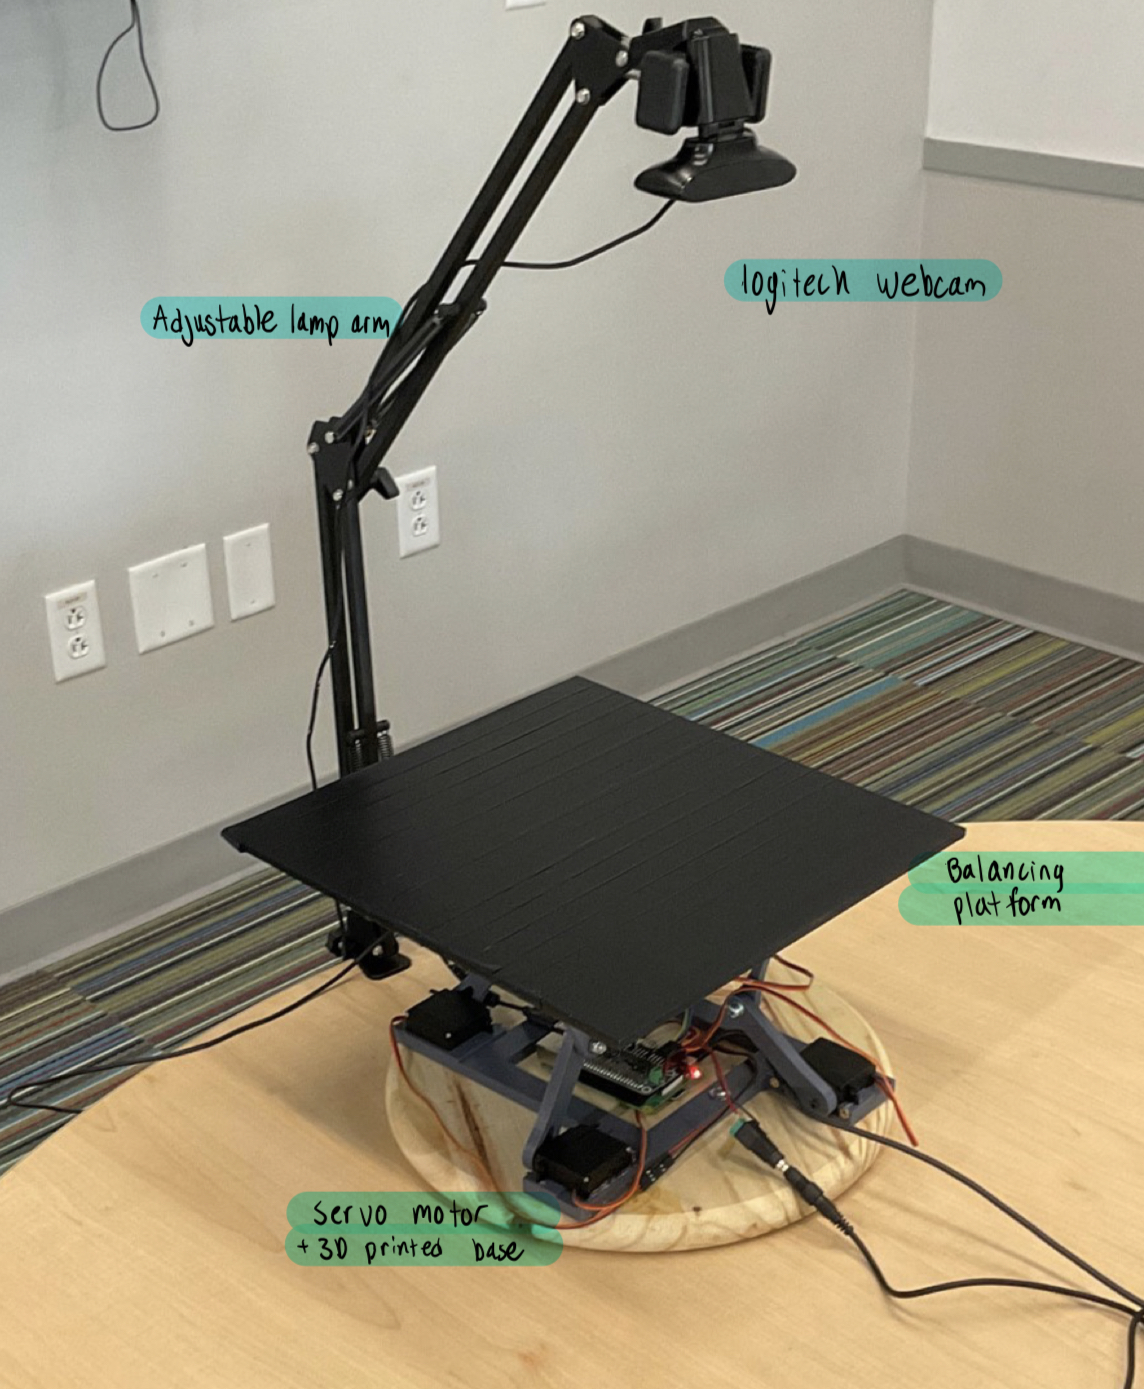 logitech webcam
Adjustable lamp arm
Balancing
platform
Servo motor
+ 3D printed base